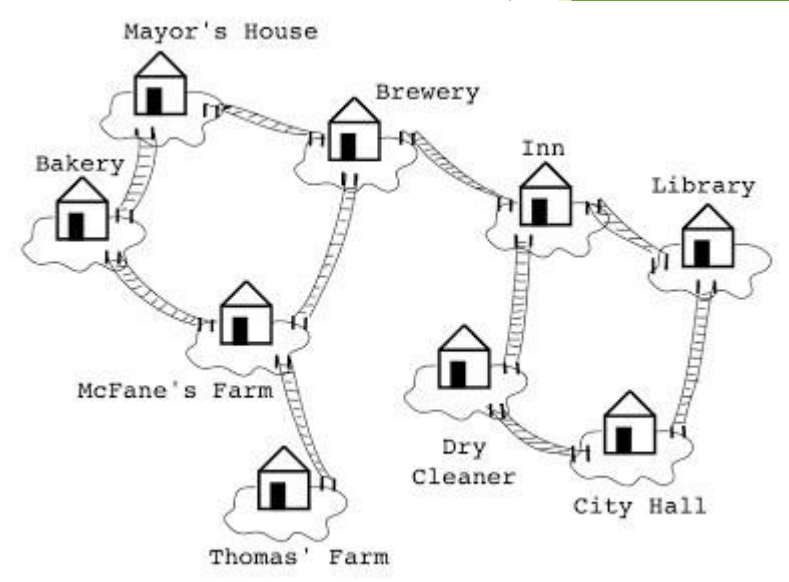 Mayor's House
Brewery
Bakery
Inn
Library
McFane's Farm
Dry
Cleaner
City Hall
Thomas' Farm